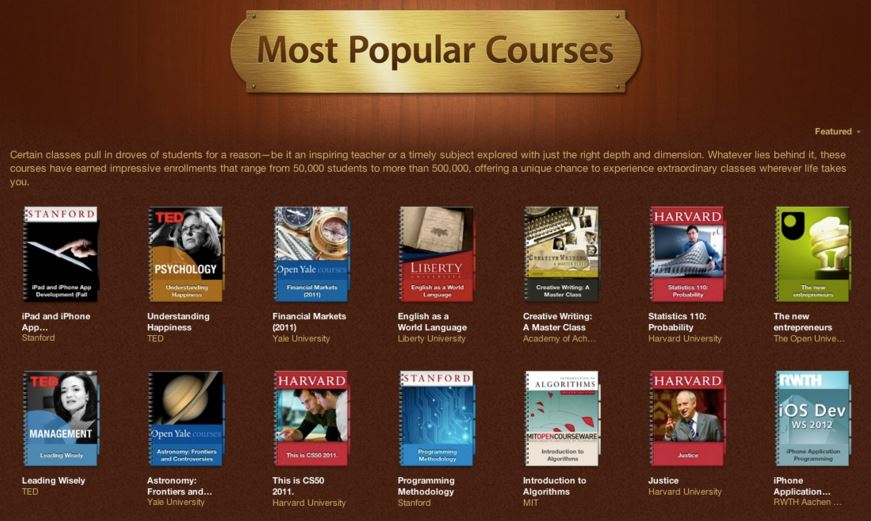 Most Popular Courses
Featured
Certain classes pull in droves of students for a reason—be it an inspiring teacher or a timely subject explored with just the right depth and dimension. Whatever lies behind it, these
courses have earned impressive enrollments that range from 50,000 students to more than 500,000, offering a unique chance to experience extraordinary classes wherever life takes
you.
STANFORD
iPad and iPhone App
Development (Fall
iPad and iPhone
App...
Stanford
TED
PSYCHOLOGY
Understanding
Happiness
Understanding
Happiness
TED
Open Yale courses
Financial Markets
(2011)
Financial Markets
(2011)
Yale University
LIBERTY
UNIVERSITY
English as a World
Language
English as a
World Language
Liberty University
CREATIVE WRITING
A MASTER CLASS
Creative Writing: A
Master Class
Creative Writing:
A Master Class
Academy of Ach...
HARVARD
Statistics 110:
Probability
Statistics 110:
Probability
Harvard University
The new
entrepreneurs
The new
entrepreneurs
The Open Unive...
TED
MANAGEMENT
Leading Wisely
Leading Wisely
TED
Open Yale courses
Astronomy: Frontiers
and Controversies
Astronomy:
Frontiers and...
Yale University
HARVARD
This is CS50 2011.
This is CS50
2011.
Harvard University
STANFORD
Programming
Methodology
Programming
Methodology
Stanford
INTRODUCTION TO
ALGORITHMS
MITOPENCOURSEWARE
Introduction to
Algorithms
Introduction to
Algorithms
MIT
HARVARD
Justice
Justice
Harvard University
RWTH
iOS Dev
WS 2012
iPhone Application
Programming
iPhone
Application...
RWTH Aachen ...